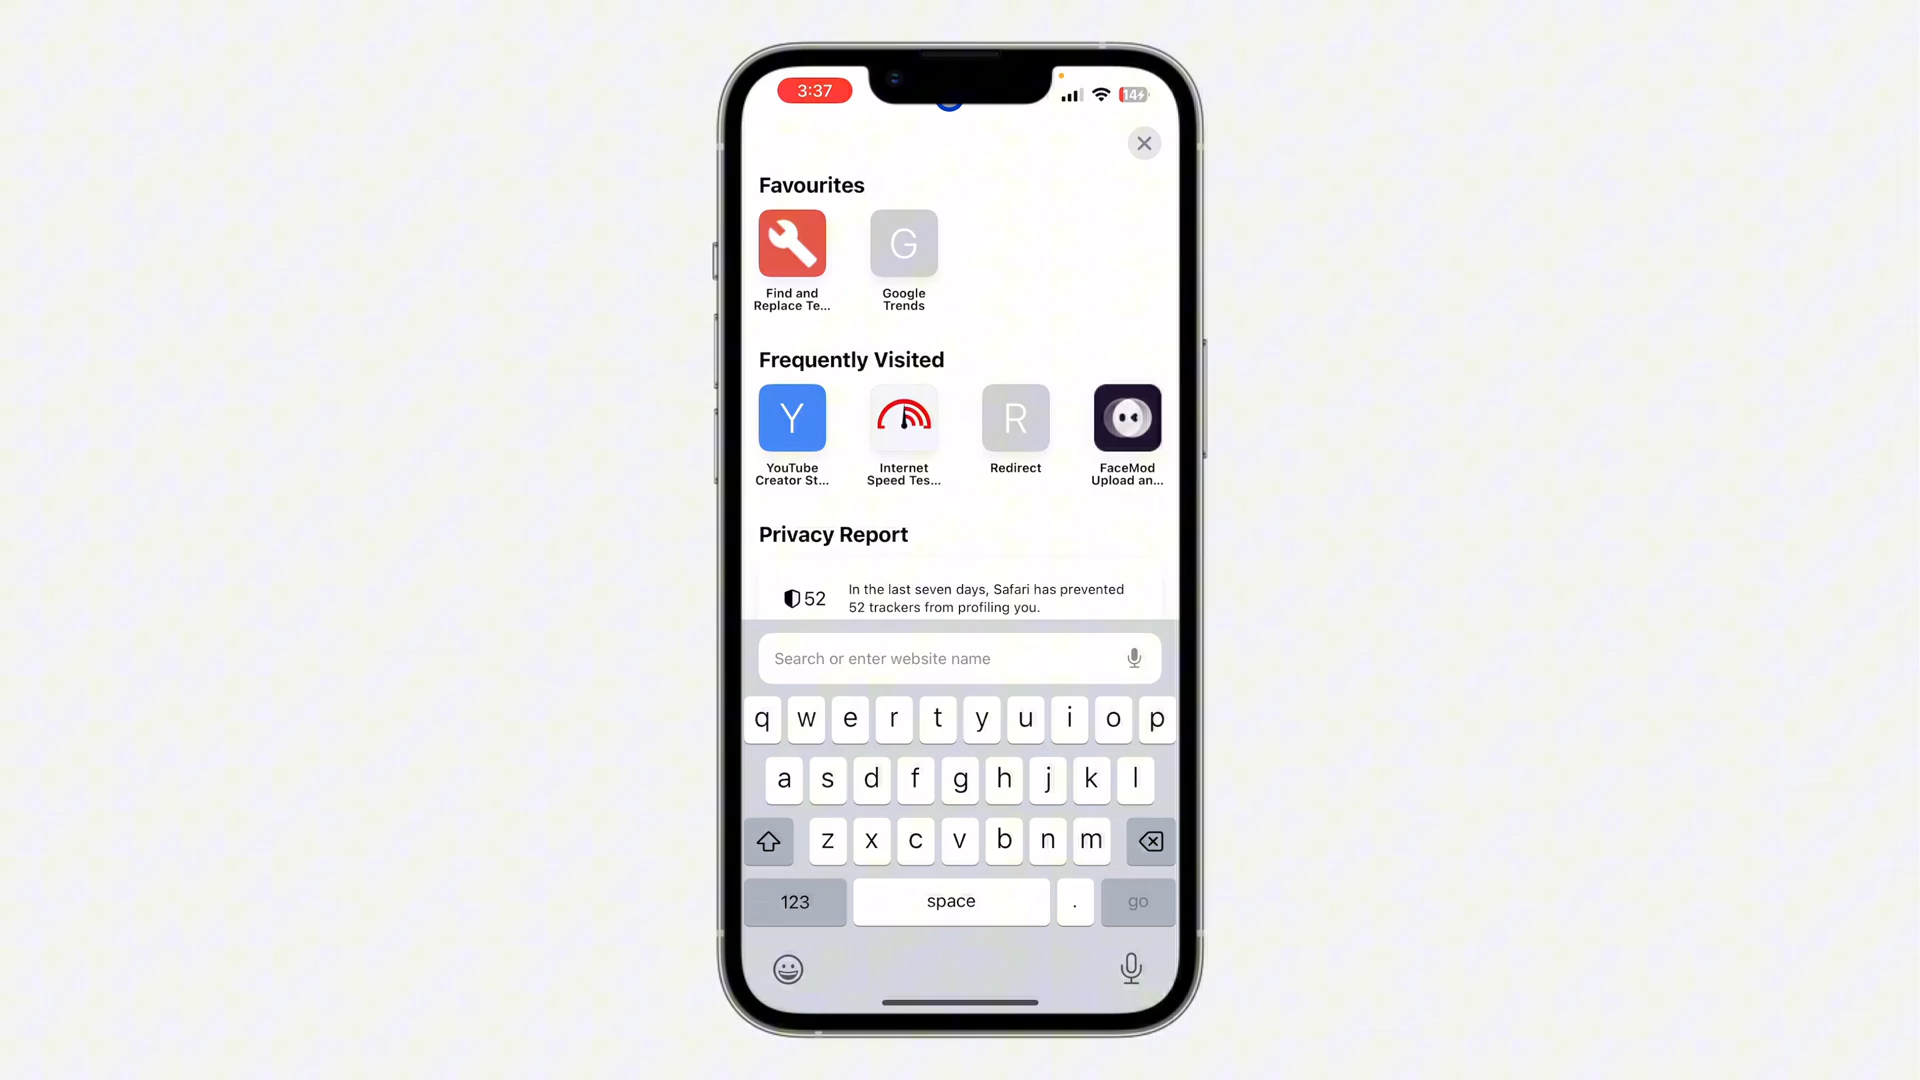 3:37
14
Favourites
G
Find and
Replace Te...
Google
Trends
Frequently Visited
Y
R
YouTube
Creator St...
Internet
Speed Tes...
Redirect
FaceMod
Upload an...
Privacy Report
52
In the last seven days, Safari has prevented
52 trackers from profiling you.
Search or enter website name
q w e r t y u i o p
a s d f g h j k l
z x c v b n m
123 space . go